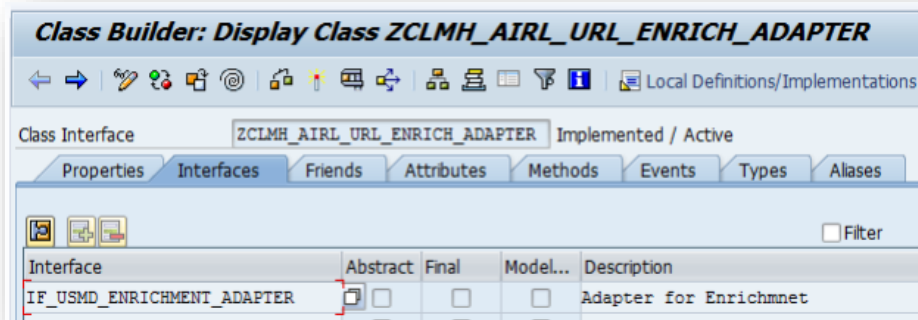 Class Builder: Display Class ZCLMH_AIRL_URL_ENRICH_ADAPTER
Local Definitions/Implementations
Class Interface ZCLMH_AIRL_URL_ENRICH_ADAPTER Implemented / Active
Properties Interfaces Friends Attributes Methods Events Types Aliases
Filter
Interface Abstract Final Model... Description
IF_USMD_ENRICHMENT_ADAPTER Adapter for Enrichmnet